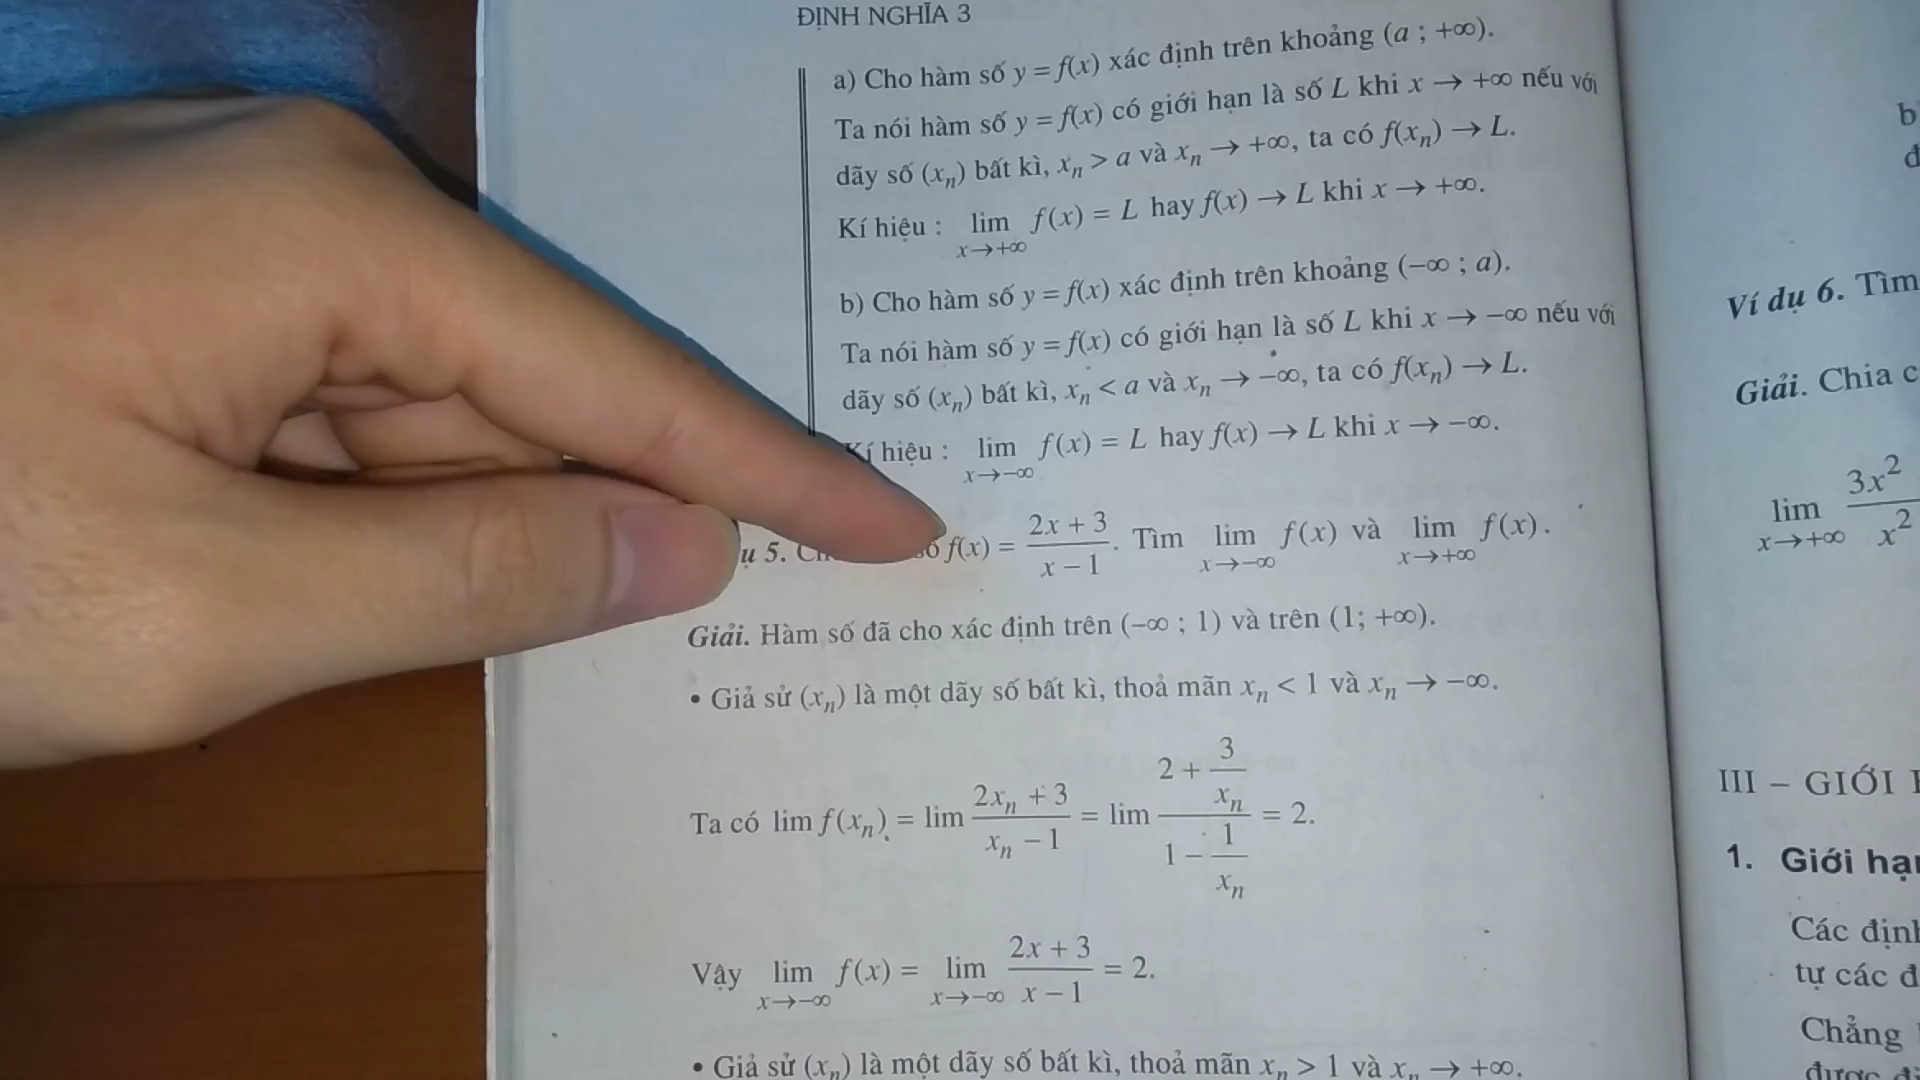 ĐỊNH NGHĨA 3
a) Cho hàm số y = f(x) xác định trên khoảng (a ; +∞).
Ta nói hàm số y = f(x) có giới hạn là số L khi x → +∞ nếu với
dãy số (xₙ) bất kì, xₙ > a và xₙ → +∞, ta có f(xₙ) → L.
Kí hiệu : lim f(x) = L hay f(x) → L khi x → +∞.
x→+∞
b) Cho hàm số y = f(x) xác định trên khoảng (−∞ ; a).
Ta nói hàm số y = f(x) có giới hạn là số L khi x → −∞ nếu với
dãy số (xₙ) bất kì, xₙ < a và xₙ → −∞, ta có f(xₙ) → L.
hiệu : lim f(x) = L hay f(x) → L khi x → −∞.
x→−∞
5. f(x) = (2x + 3)/(x − 1). Tìm lim f(x) và lim f(x).
x→−∞ x→+∞
Giải. Hàm số đã cho xác định trên (−∞ ; 1) và trên (1; +∞).
• Giả sử (xₙ) là một dãy số bất kì, thoả mãn xₙ < 1 và xₙ → −∞.
Ta có lim f(xₙ) = lim (2xₙ + 3)/(xₙ − 1) = lim (2 + 3/xₙ)/(1 − 1/xₙ) = 2.
Vậy lim f(x) = lim (2x + 3)/(x − 1) = 2.
x→−∞ x→−∞
• Giả sử (xₙ) là một dãy số bất kì, thoả mãn xₙ > 1 và xₙ → +∞.
b
đ
Ví dụ 6. Tìm
Giải. Chia c
lim 3x²/x²
x→+∞
III – GIỚI
1. Giới hạ
Các địn
tự các đ
Chẳng
được